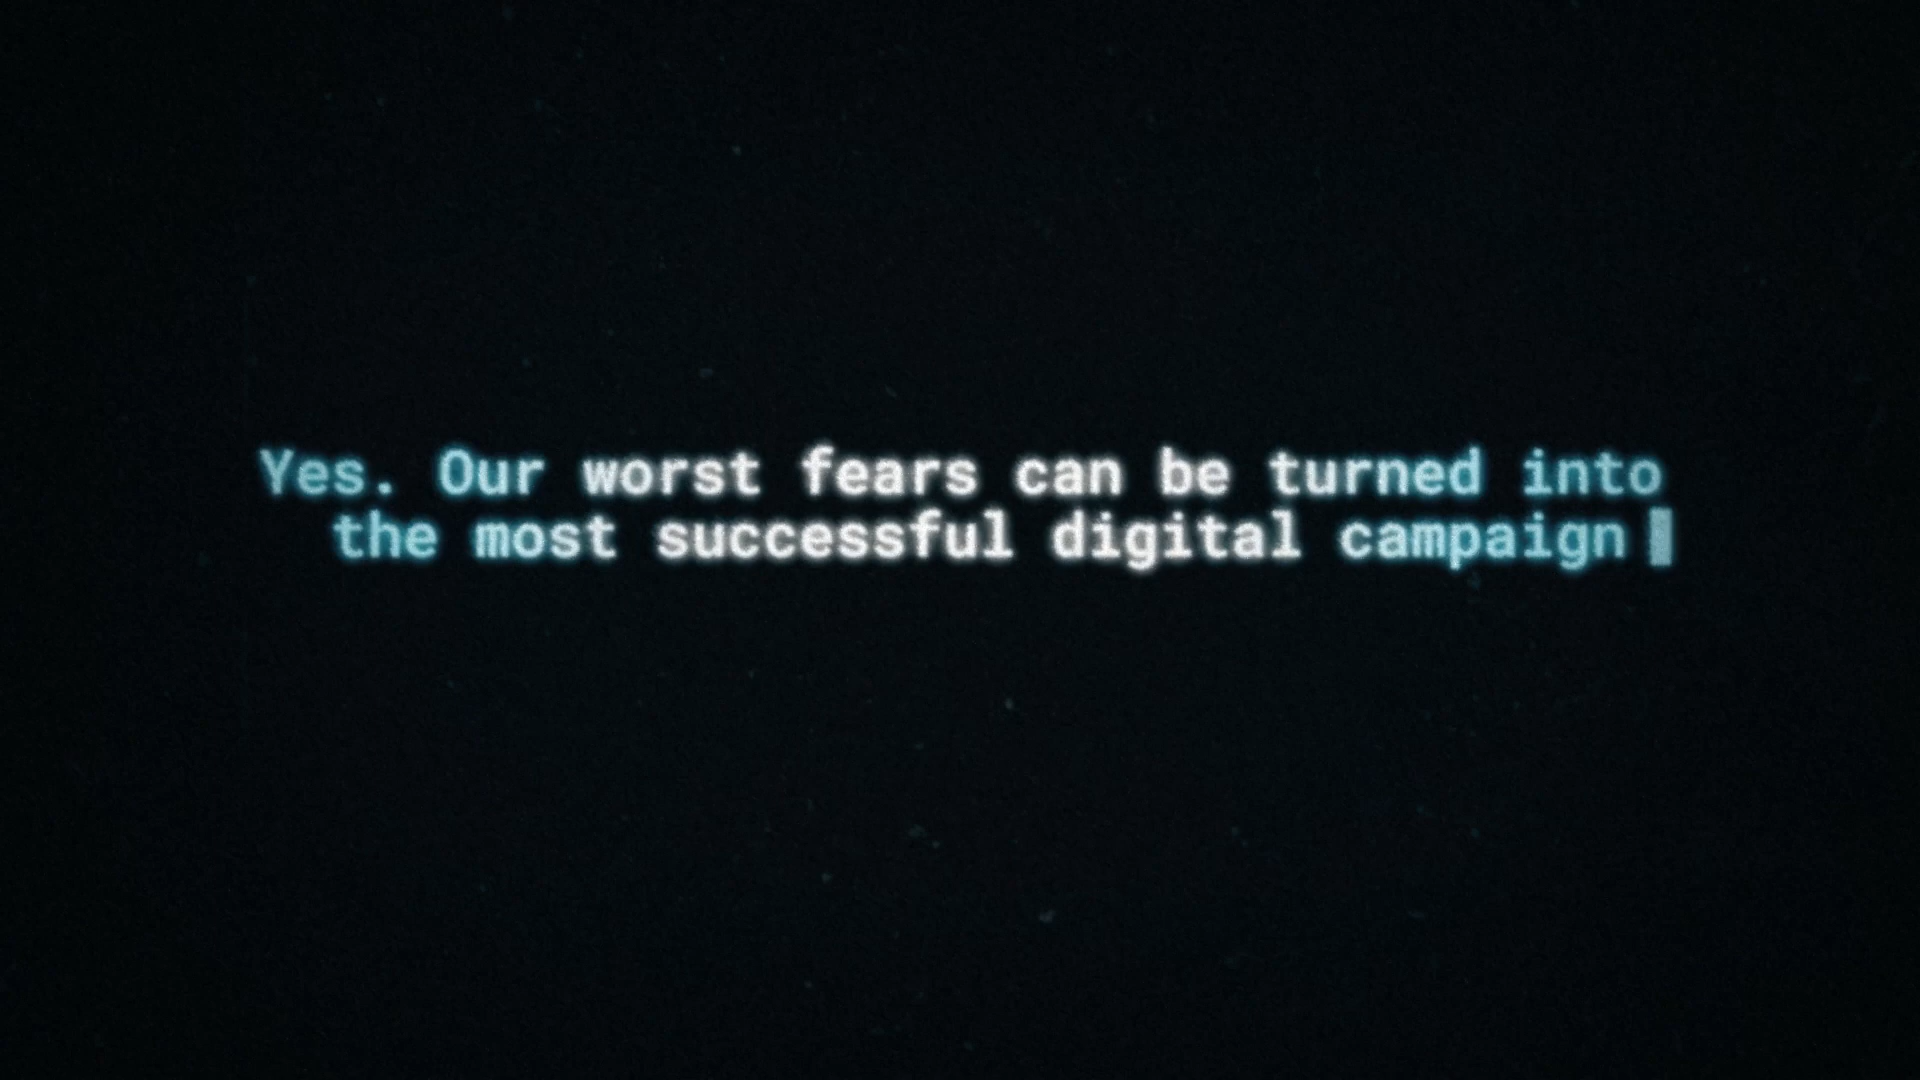 Yes. Our worst fears can be turned into
the most successful digital campaign